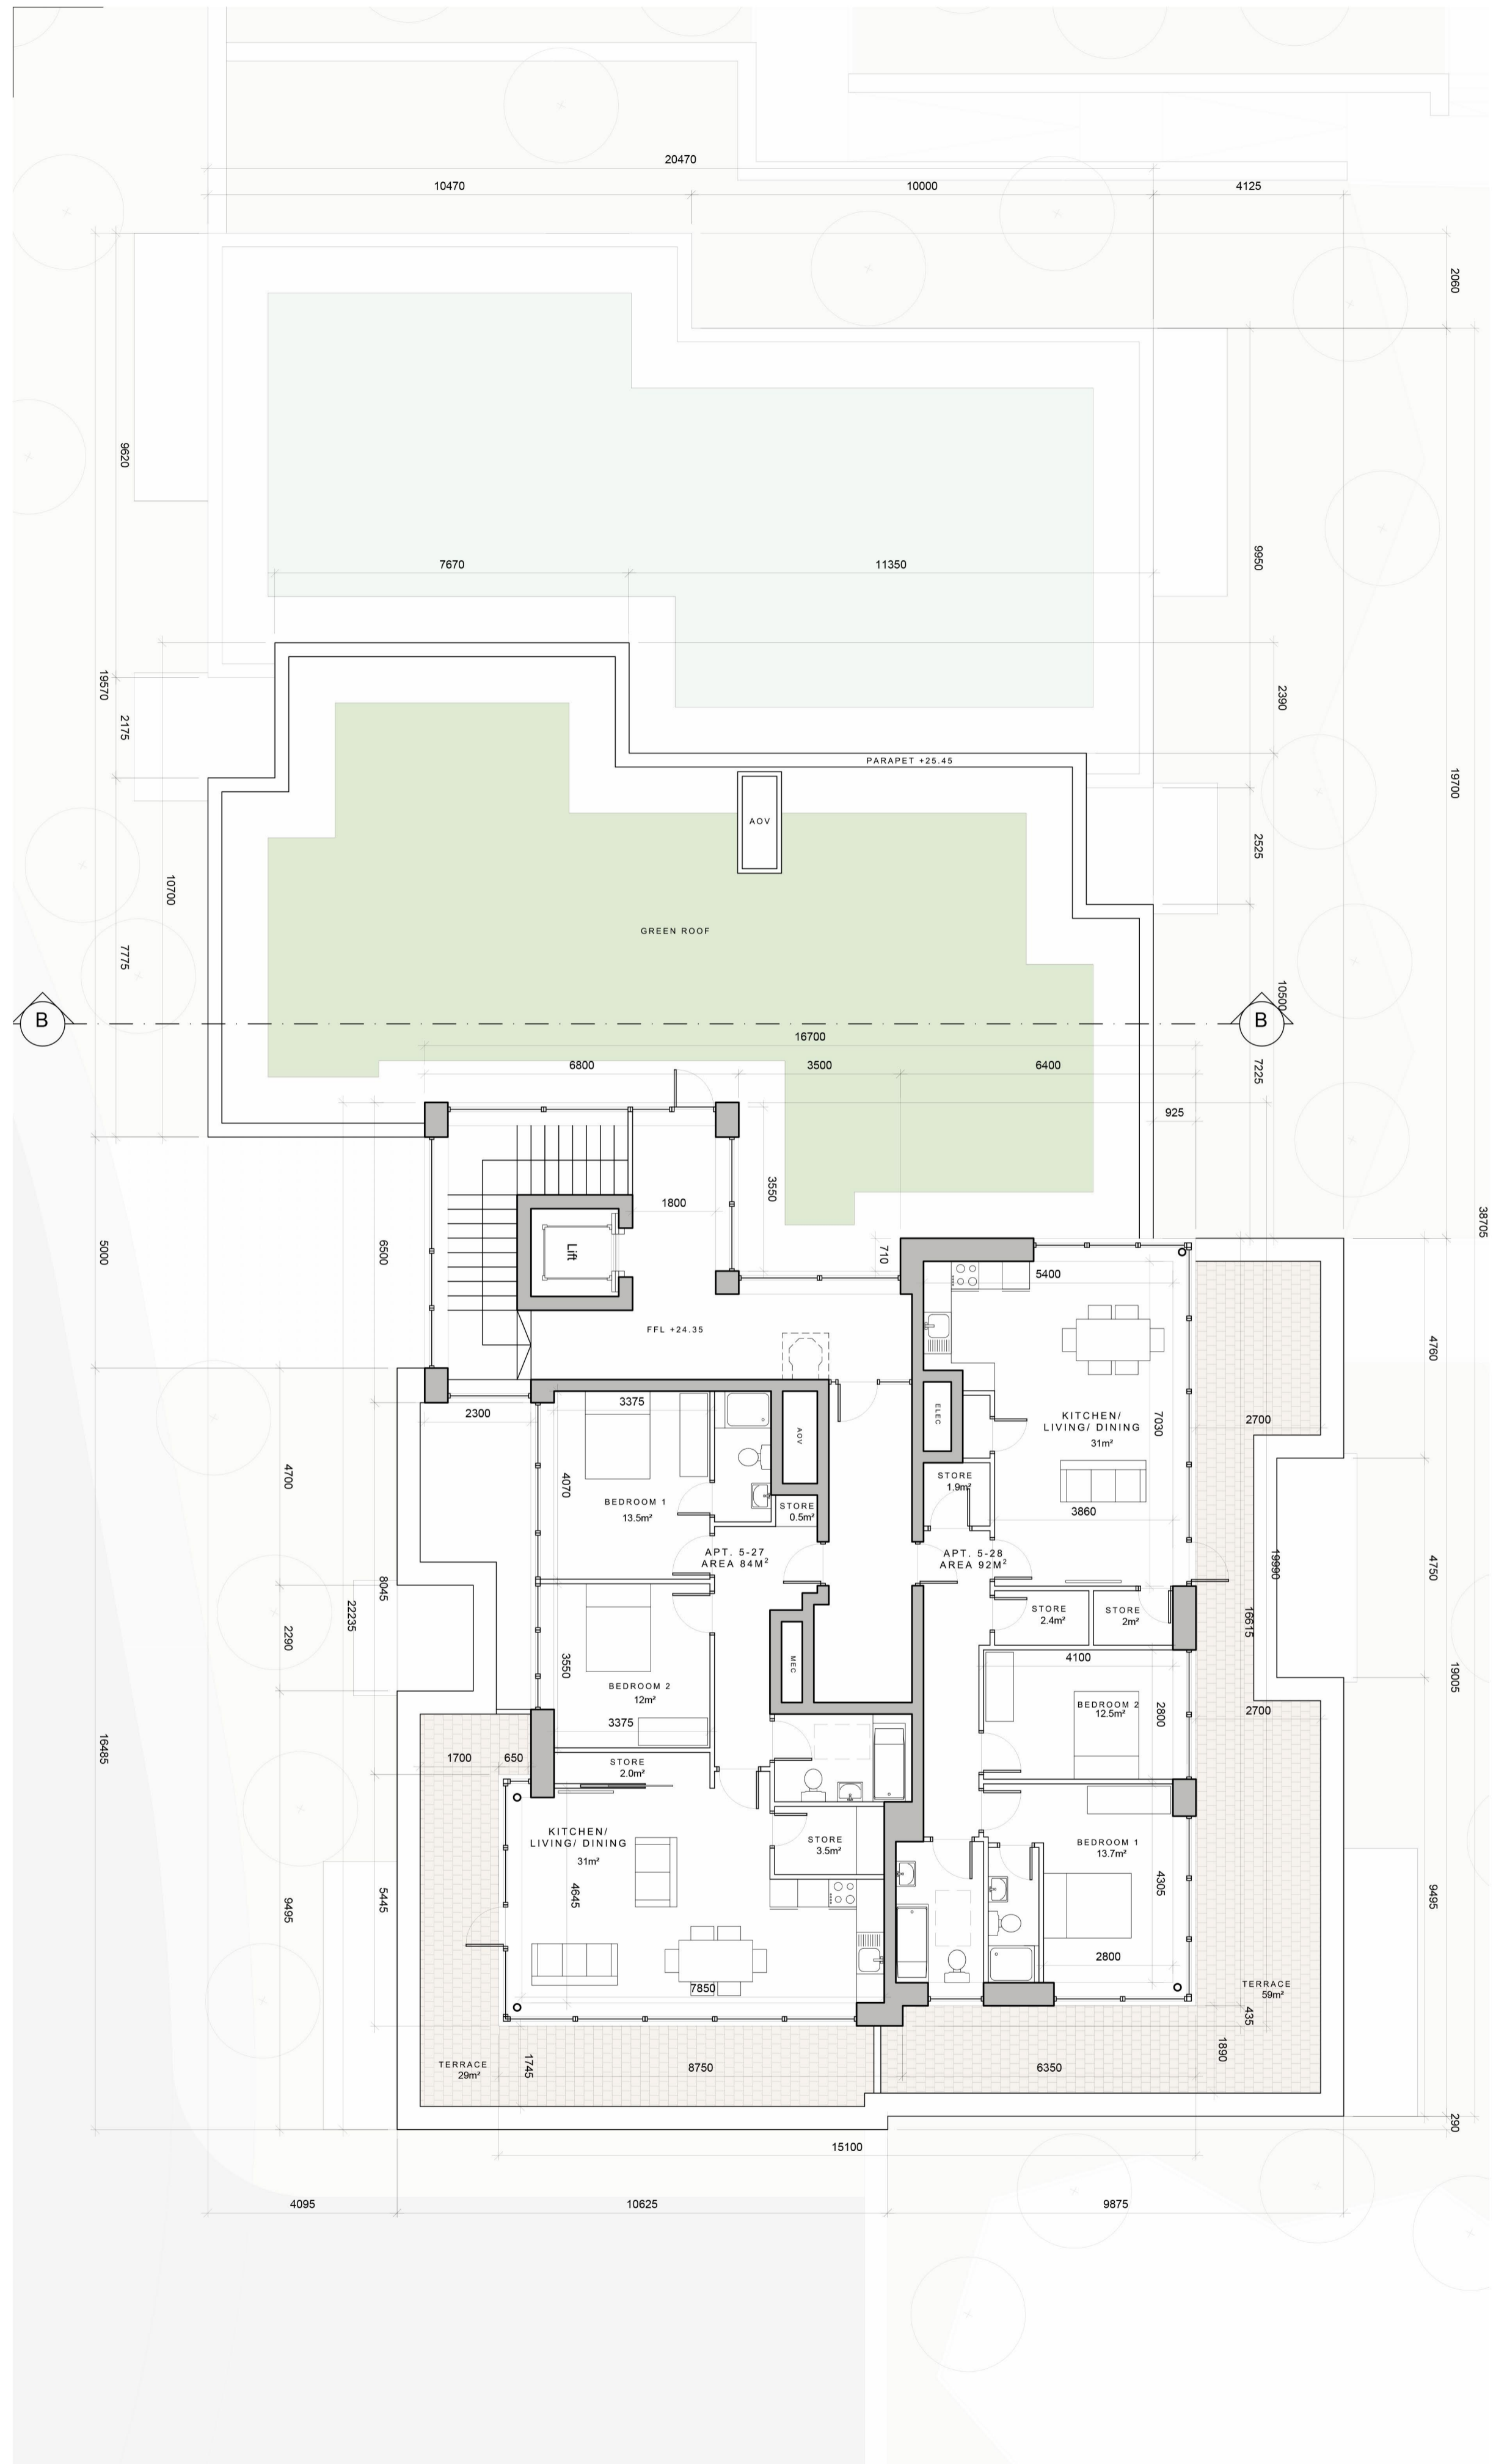 20470
10470
10000
4125
2060
9620
7670
11350
9950
19570
2175
2390
PARAPET +25.45
19700
AOV
2525
10700
7775
GREEN ROOF
B
B
10500
16700
6800
3500
6400
7225
925
3550
1800
38705
5000
6500
Lift
710
5400
FFL +24.35
4760
3375
2300
ELEC
KITCHEN/
LIVING/ DINING
31m²
7030
2700
AOV
4700
4070
STORE
1.9m²
BEDROOM 1
13.5m²
STORE
0.5m²
3860
APT. 5-27
AREA 84M²
APT. 5-28
AREA 92M²
19990
4750
8045
22235
2290
STORE
2.4m²
STORE
2m²
16615
3550
MEC
4100
BEDROOM 2
12m²
19005
BEDROOM 2
12.5m²
2800
2700
3375
16485
1700
650
STORE
2.0m²
KITCHEN/
LIVING/ DINING
31m²
STORE
3.5m²
BEDROOM 1
13.7m²
4645
4305
5445
9495
9495
2800
7850
TERRACE
59m²
435
1890
TERRACE
29m²
1745
8750
6350
290
15100
4095
10625
9875